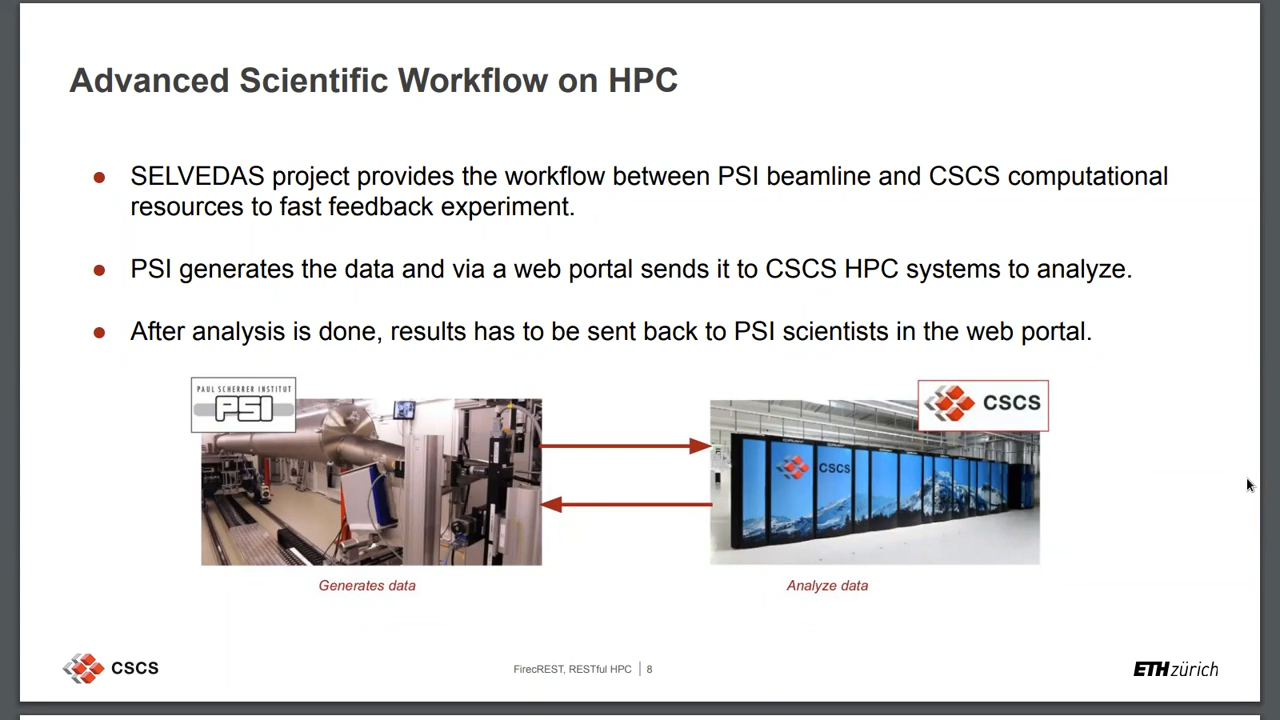 Advanced Scientific Workflow on HPC
SELVEDAS project provides the workflow between PSI beamline and CSCS computational
resources to fast feedback experiment.
PSI generates the data and via a web portal sends it to CSCS HPC systems to analyze.
After analysis is done, results has to be sent back to PSI scientists in the web portal.
PAUL SCHERRER INSTITUT
PSI
CSCS
CSCS
Generates data
Analyze data
CSCS
FirecREST, RESTful HPC | 8
ETH zürich